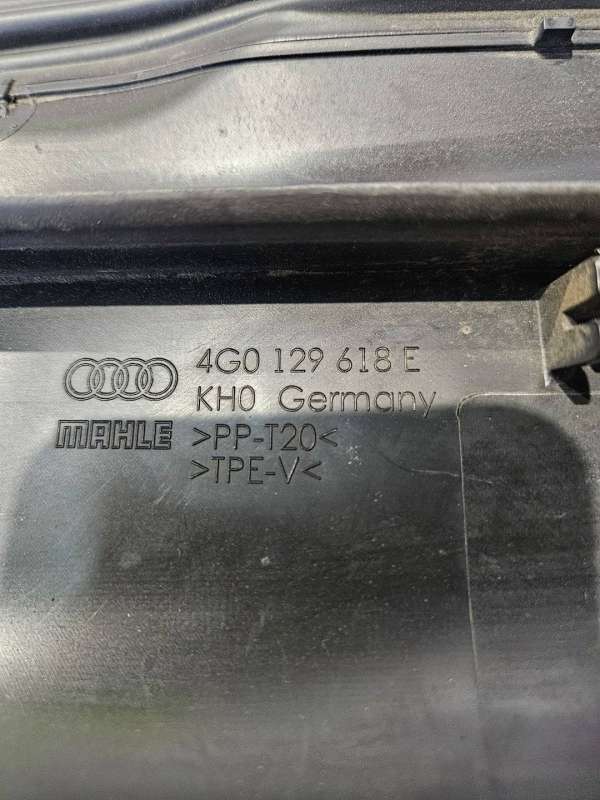 4G0 129 618 E
KH0 Germany
MAHLE >PP-T20<
>TPE-V<